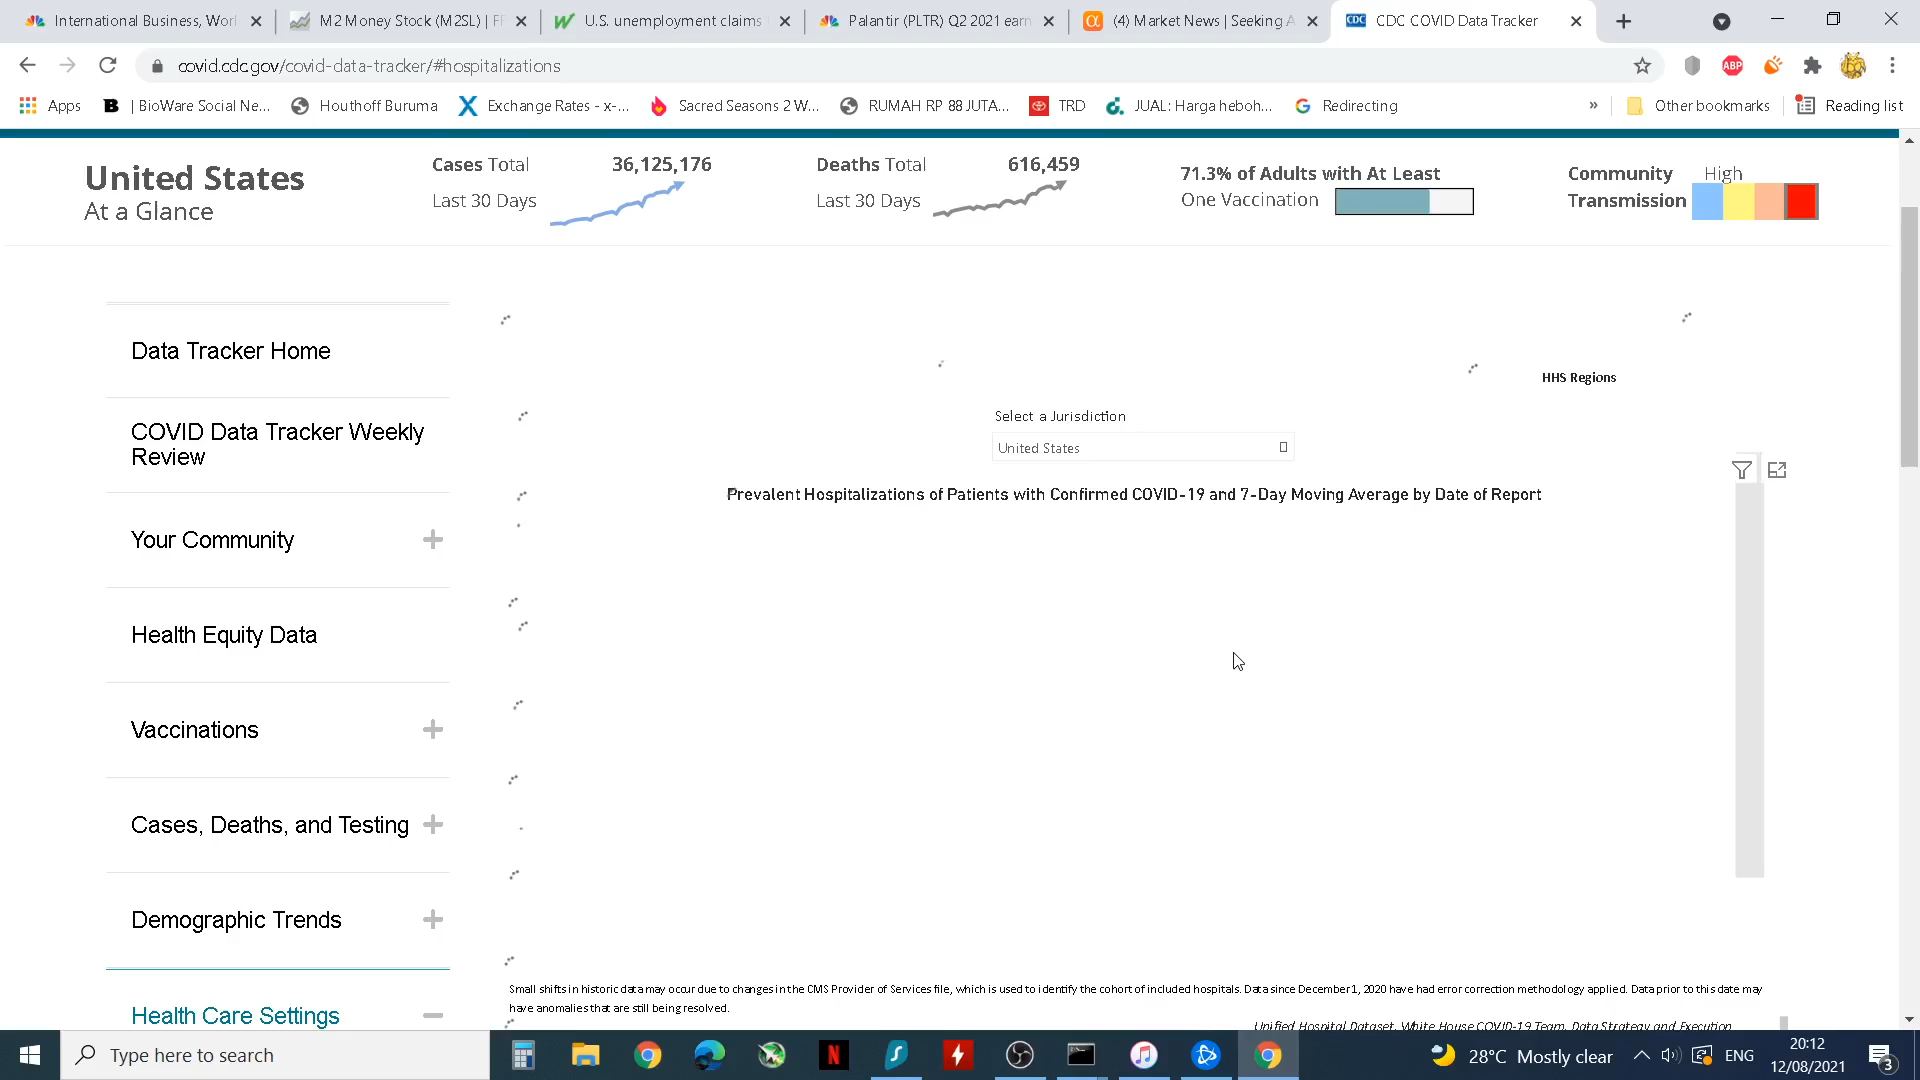 International Business, Worl
M2 Money Stock (M2SL) | FR
U.S. unemployment claims
Palantir (PLTR) Q2 2021 earn
(4) Market News | Seeking A
CDC COVID Data Tracker
covid.cdc.gov/covid-data-tracker/#hospitalizations
ABP
Apps
B | BioWare Social Ne...
Houthoff Buruma
Exchange Rates - x-...
Sacred Seasons 2 W...
RUMAH RP 88 JUTA...
TRD
JUAL: Harga heboh...
Redirecting
»
Other bookmarks
Reading list
United States
At a Glance
Cases Total 36,125,176
Last 30 Days
Deaths Total 616,459
Last 30 Days
71.3% of Adults with At Least
One Vaccination
Community High
Transmission
Data Tracker Home
COVID Data Tracker Weekly
Review
Your Community
Health Equity Data
Vaccinations
Cases, Deaths, and Testing
Demographic Trends
Health Care Settings
HHS Regions
Select a Jurisdiction
United States
Prevalent Hospitalizations of Patients with Confirmed COVID-19 and 7-Day Moving Average by Date of Report
Small shifts in historic data may occur due to changes in the CMS Provider of Services file, which is used to identify the cohort of included hospitals. Data since December 1, 2020 have had error correction methodology applied. Data prior to this date may
have anomalies that are still being resolved.
Unified Hospital Dataset, White House COVID-19 Team, Data Strategy and Execution
Type here to search
28°C Mostly clear
ENG
20:12
12/08/2021
3